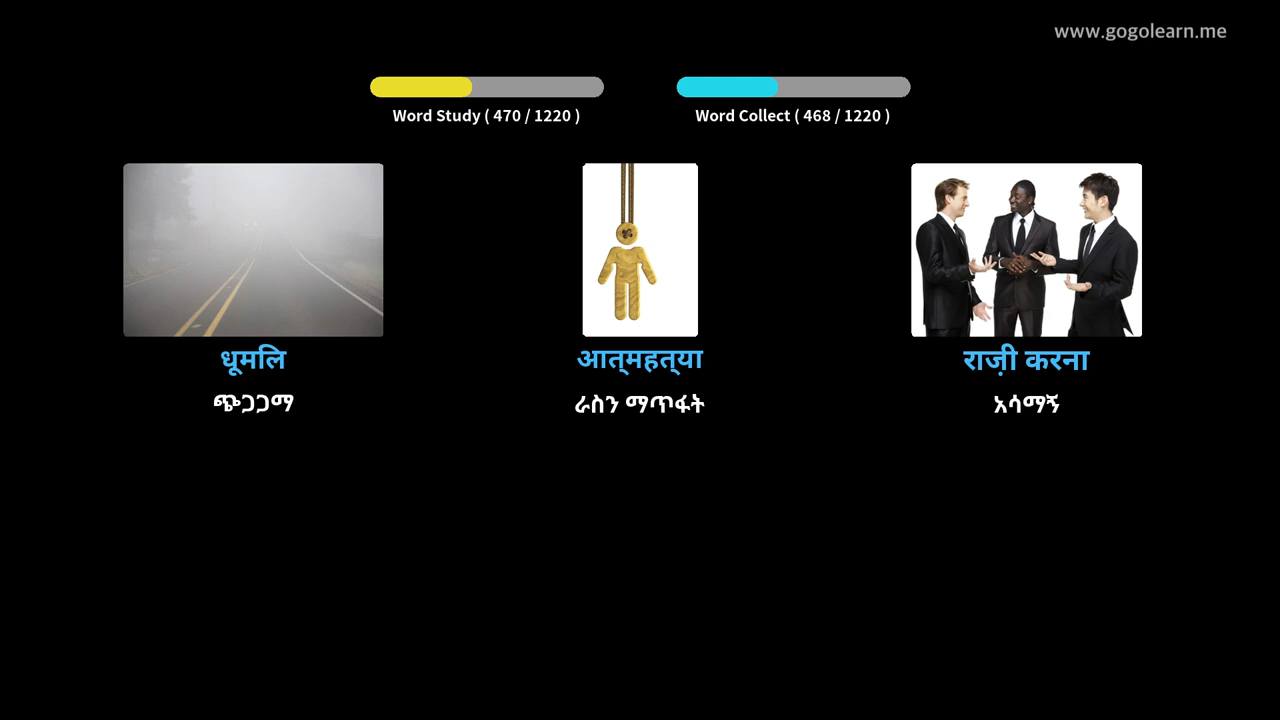 www.gogolearn.me
Word Study ( 470 / 1220 )
Word Collect ( 468 / 1220 )
धूमलि
आत्‌महत्‌या
राज़ी करना
ጭጋጋማ
ራስን ማጥፋት
አሳማኝ